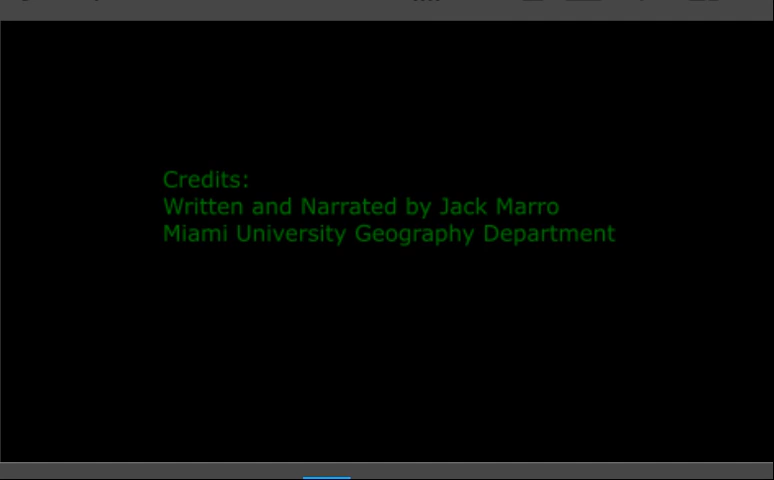 Credits:
Written and Narrated by Jack Marro
Miami University Geography Department